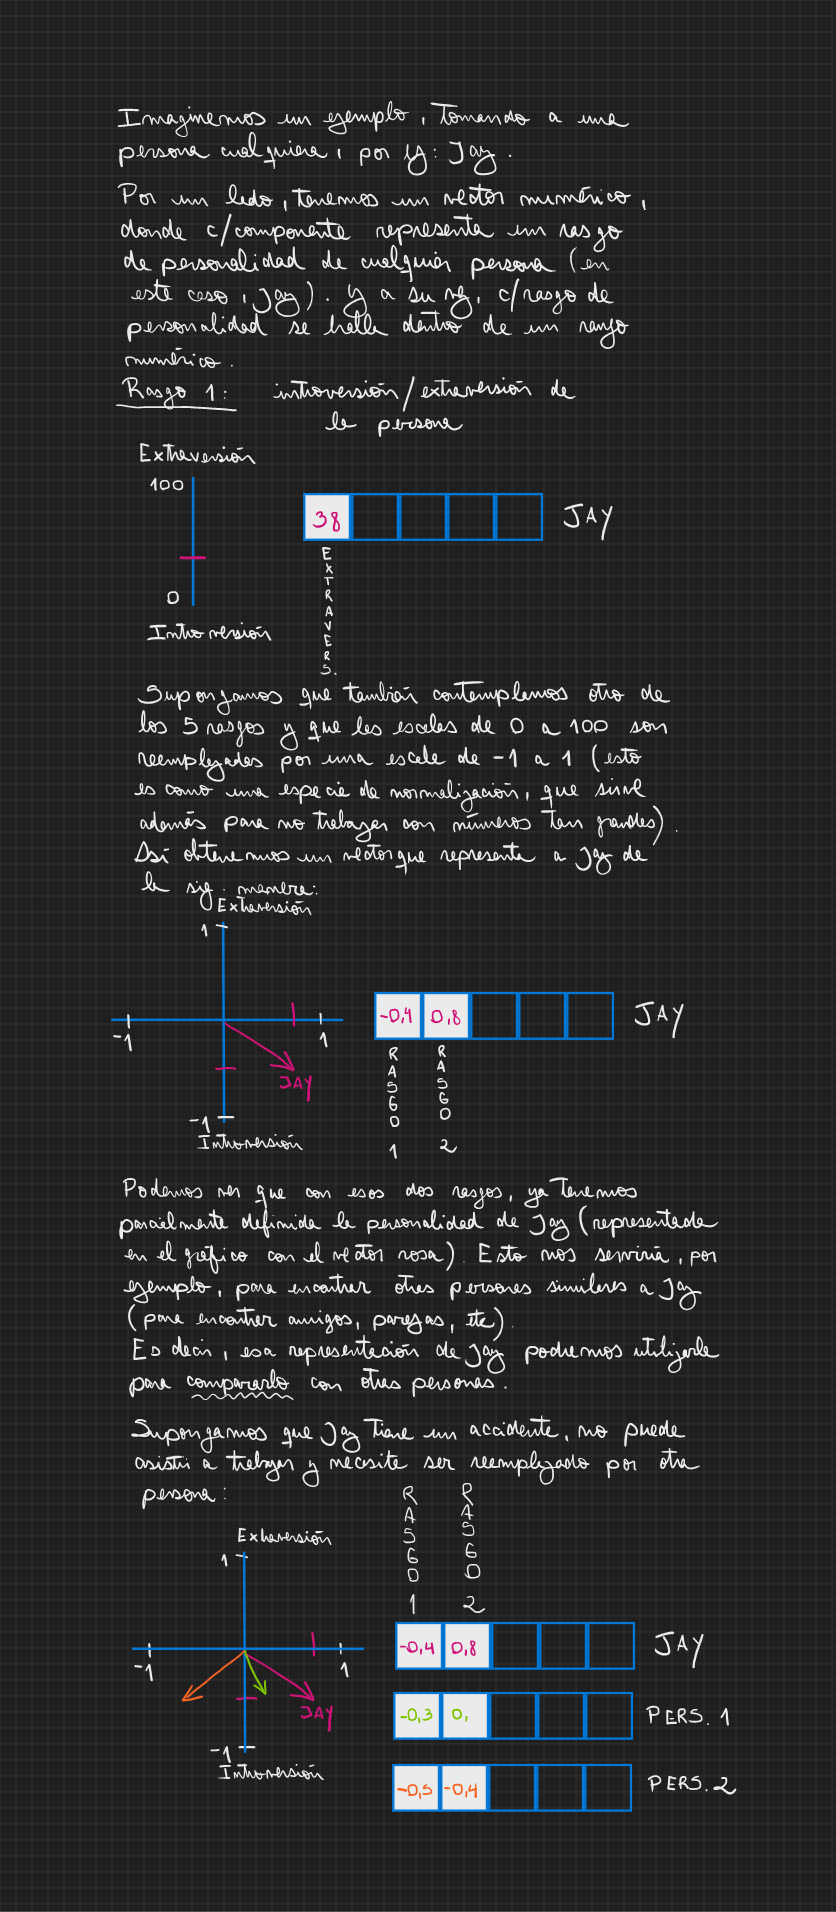 Imaginemos un ejemplo, Tomando a una
persona cualquiera, por ej: Jay.
Por un lado, tenemos un vector numérico,
donde c/componente representa un rasgo
de personalidad de cualquier persona (en
este caso, Jay). Y a su vez, c/rasgo de
personalidad se halla dentro de un rango
numérico.
Rasgo 1: introversión/extraversión de
la persona
Extraversión
100
0
Introversión
38
JAY
EXTRAVERS.
Supongamos que también contemplamos otro de
los 5 rasgos y que las escalas de 0 a 100 son
reemplazadas por una escala de -1 a 1 (esto
es como una especie de normalización, que sirve
además para no trabajar con números tan grandes).
Así obtenemos un vector que representa a Jay de
la sig. manera:
Extraversión
1
-1
1
JAY
-1
Introversión
-0,4 0,8
JAY
RASGO 1
RASGO 2
Podemos ver que con esos dos rasgos, ya Tenemos
parcialmente definida la personalidad de Jay (representada
en el gráfico con el vector rosa). Esto nos serviría, por
ejemplo, para encontrar otras personas similares a Jay
(para encontrar amigos, parejas, etc).
Es decir, esa representación de Jay podremos utilizarla
para compararlo con otras personas.
Supongamos que Jay Tiene un accidente, no puede
asistir a trabajar y necesite ser reemplazado por otra
persona:
RASGO 1
RASGO 2
Extraversión
1
-1
1
JAY
-1
Introversión
-0,4 0,8 JAY
-0,3 0, PERS. 1
-0,5 -0,4 PERS. 2